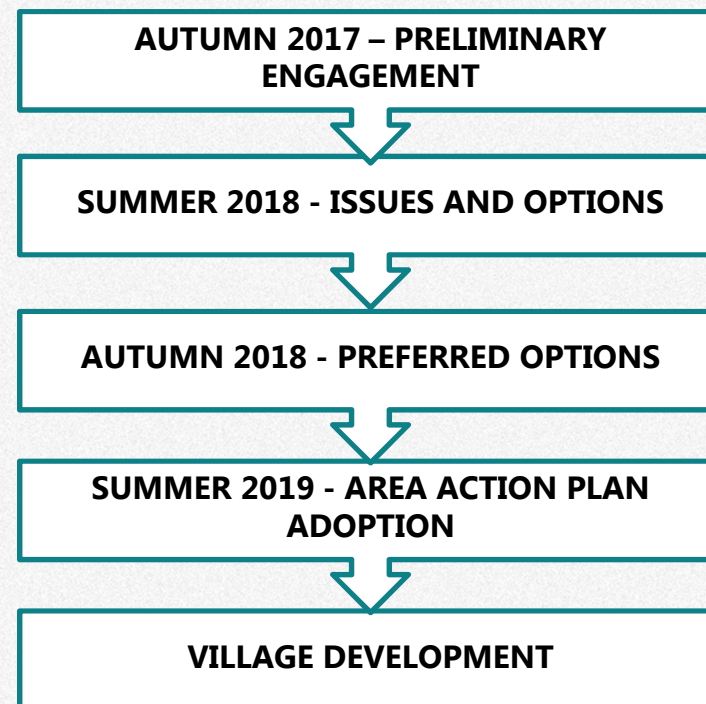 AUTUMN 2017 – PRELIMINARY
ENGAGEMENT
SUMMER 2018 - ISSUES AND OPTIONS
AUTUMN 2018 - PREFERRED OPTIONS
SUMMER 2019 - AREA ACTION PLAN
ADOPTION
VILLAGE DEVELOPMENT